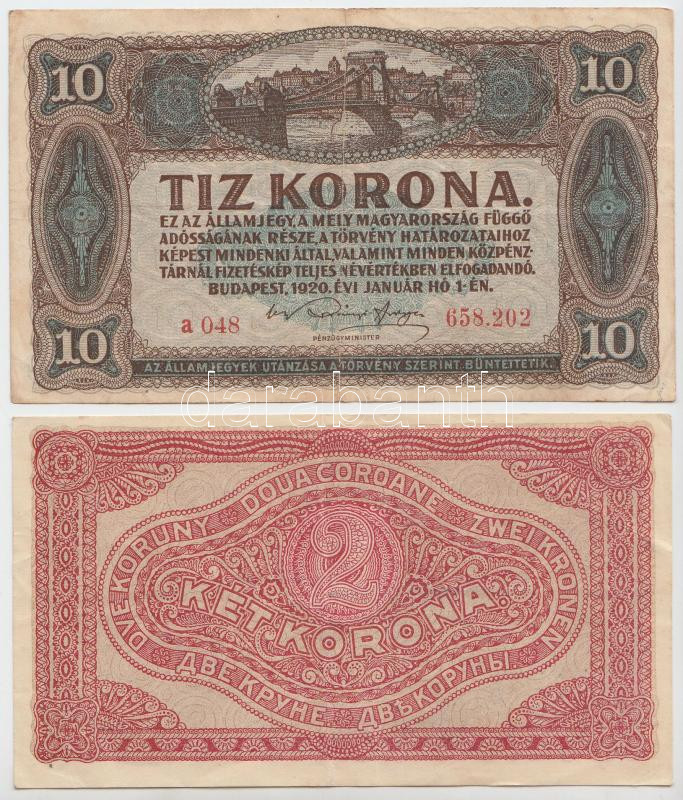 10 10
TIZ KORONA.
EZ AZ ÁLLAMJEGY, A MELY MAGYARORSZÁG FÜGGŐ
ADÓSSÁGÁNAK RÉSZE, A TÖRVÉNY HATÁROZATAIHOZ
KÉPEST MINDENKI ÁLTAL, VALAMINT MINDEN KÖZPÉNZ-
TÁRNÁL FIZETÉSKÉP TELJES NÉVÉRTÉKBEN ELFOGADANDÓ.
BUDAPEST, 1920. ÉVI JANUÁR HÓ 1-ÉN.
a 048 658.202
PÉNZÜGYMINISTER
10 10
AZ ÁLLAMJEGYEK UTÁNZÁSA A TÖRVÉNY SZERINT BÜNTETTETIK.
darabanth
DVE KORUNY DOUA COROANE ZWEI KRONEN
2
KÉT KORONA.
ДВЕ КРУНЕ ДВѢ КОРУНЫ